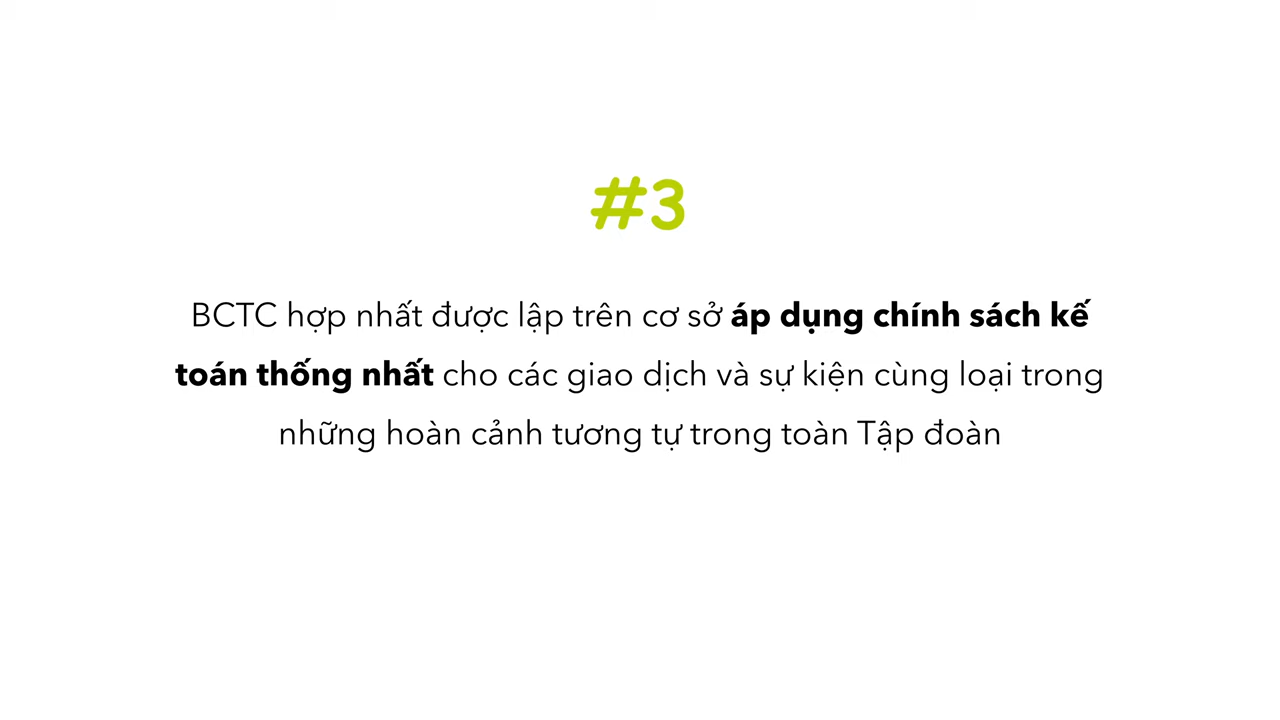 #3
BCTC hợp nhất được lập trên cơ sở áp dụng chính sách kế
toán thống nhất cho các giao dịch và sự kiện cùng loại trong
những hoàn cảnh tương tự trong toàn Tập đoàn